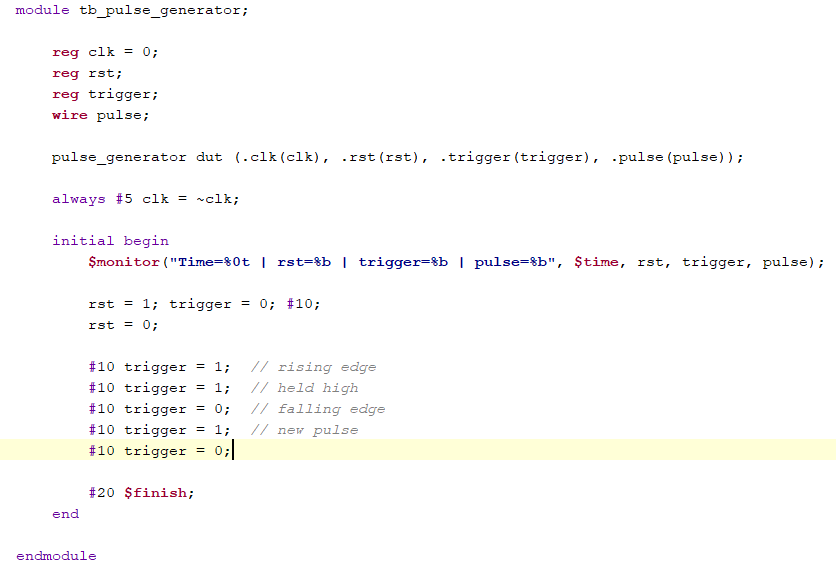 module tb_pulse_generator;
reg clk = 0;
reg rst;
reg trigger;
wire pulse;
pulse_generator dut (.clk(clk), .rst(rst), .trigger(trigger), .pulse(pulse));
always #5 clk = ~clk;
initial begin
$monitor("Time=%0t | rst=%b | trigger=%b | pulse=%b", $time, rst, trigger, pulse);
rst = 1; trigger = 0; #10;
rst = 0;
#10 trigger = 1;  // rising edge
#10 trigger = 1;  // held high
#10 trigger = 0;  // falling edge
#10 trigger = 1;  // new pulse
#10 trigger = 0;
#20 $finish;
end
endmodule